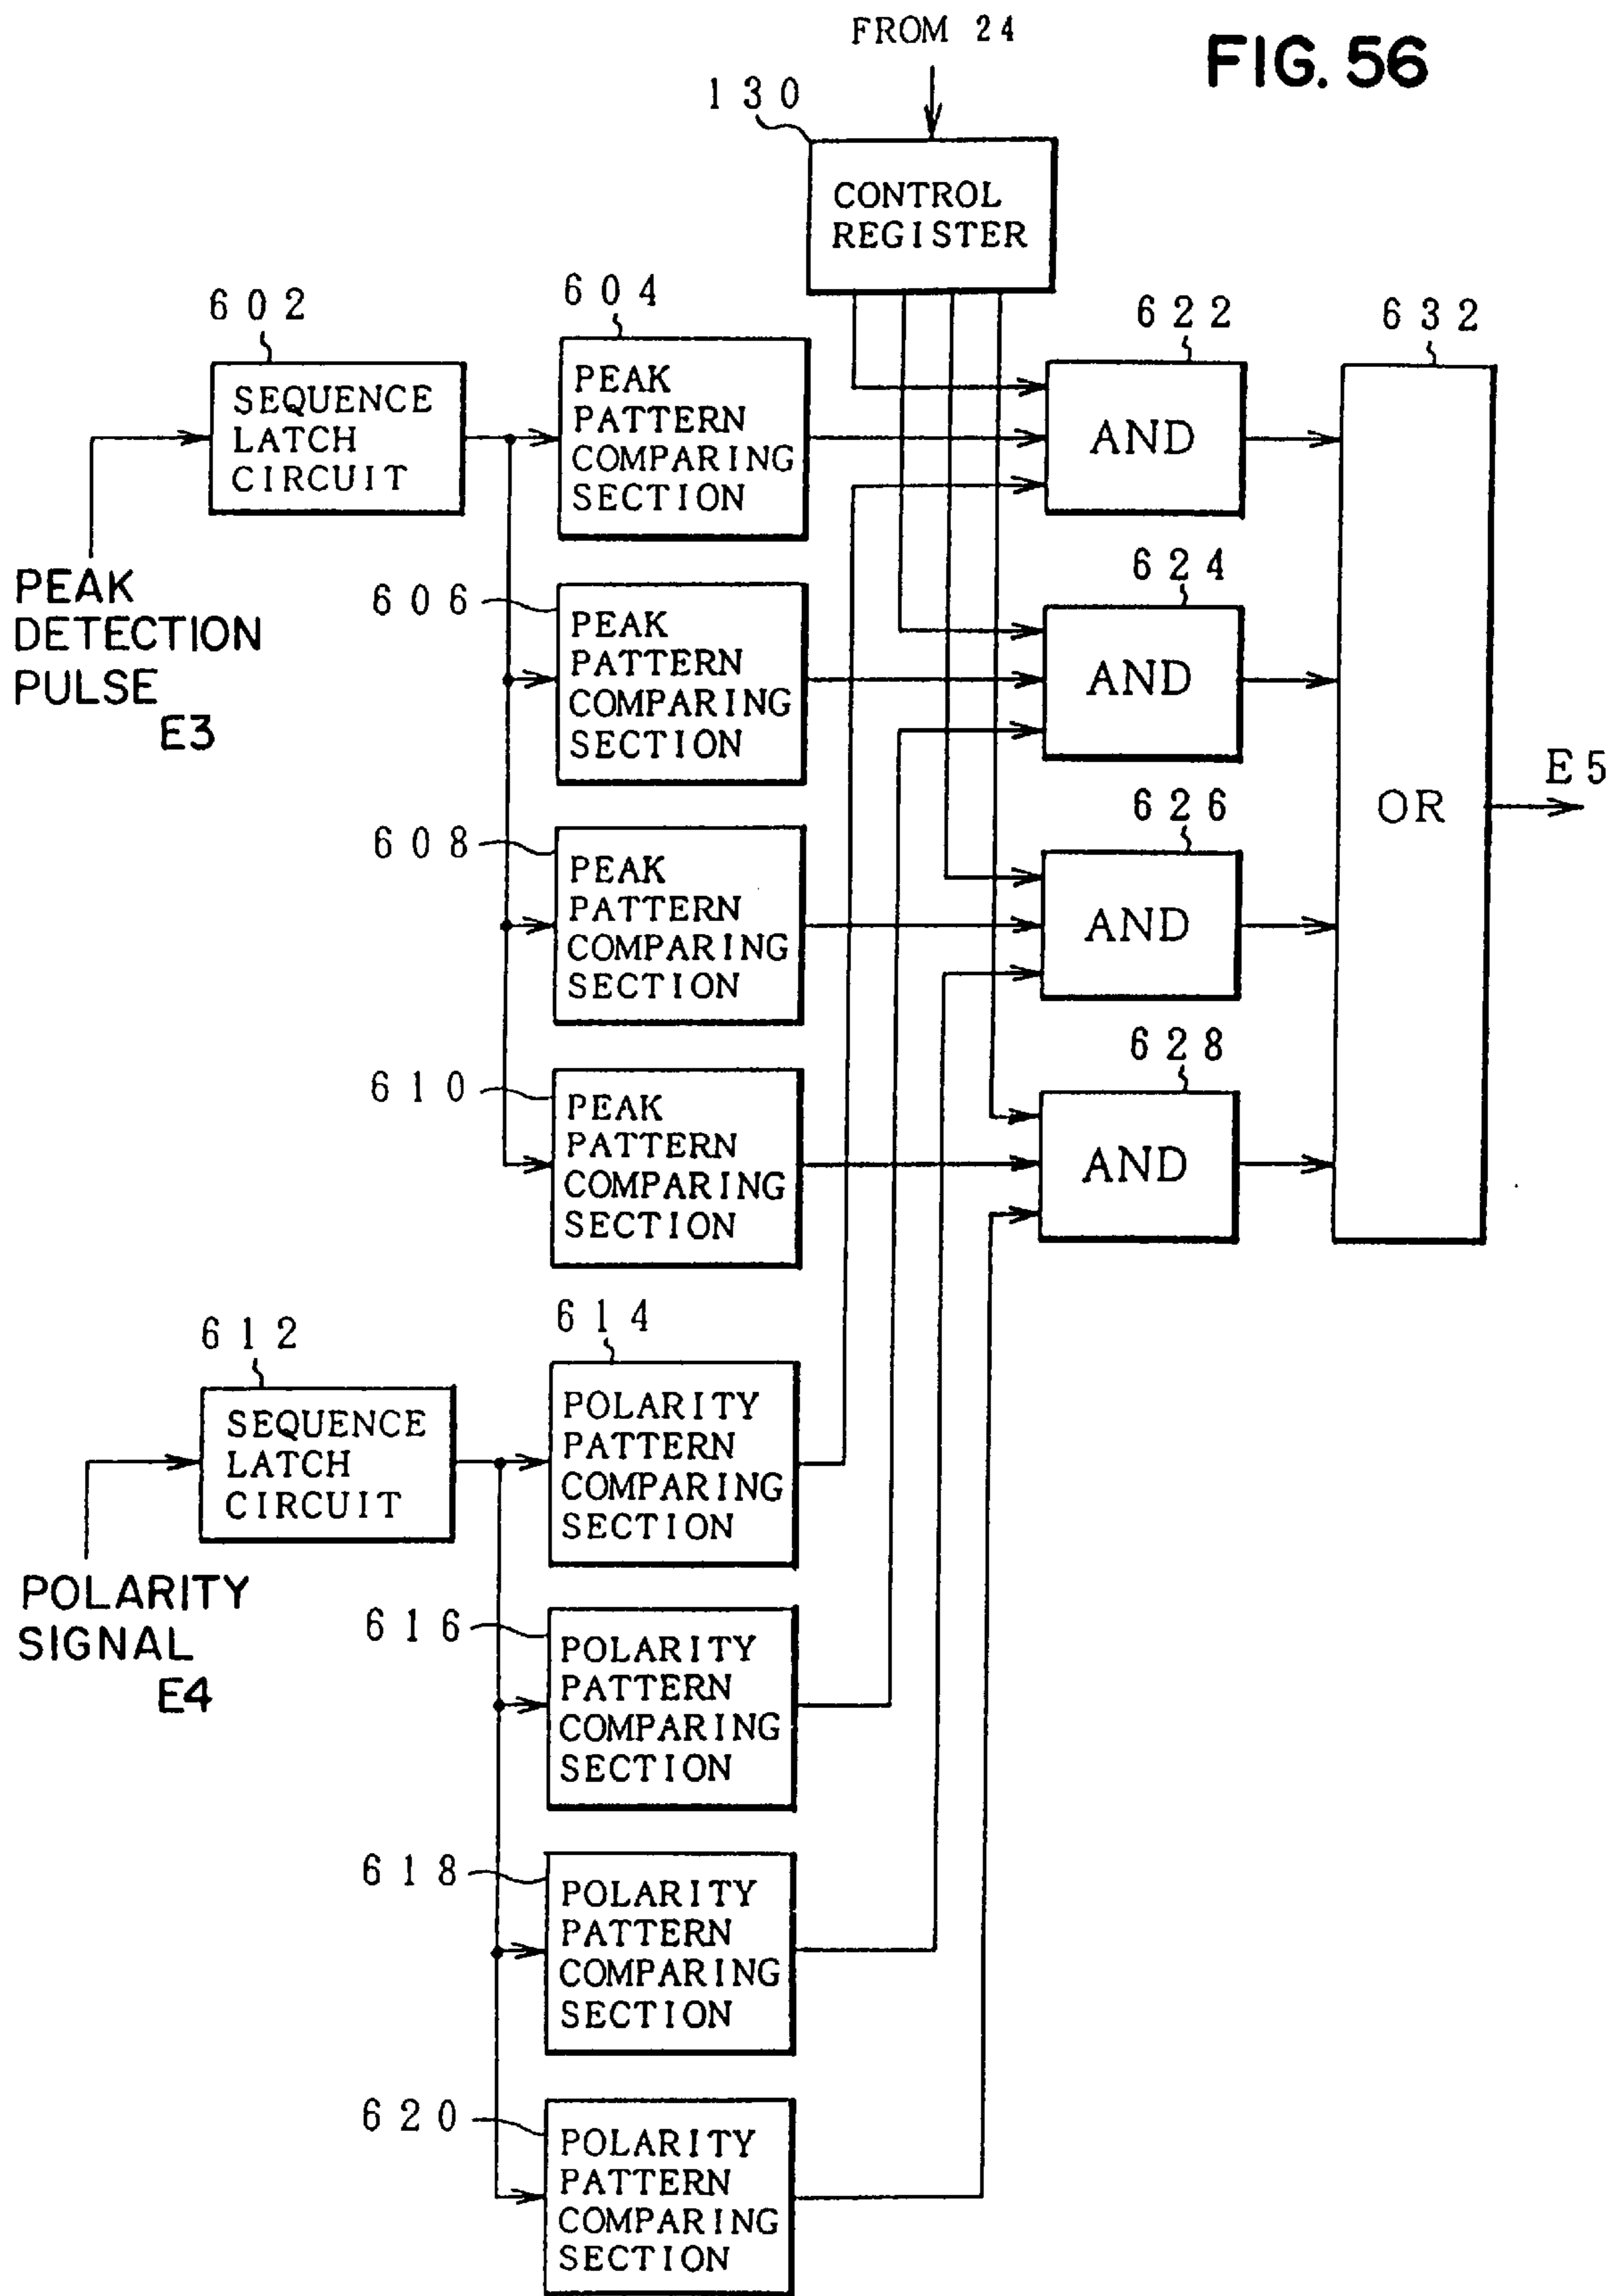 FROM 24
FIG. 56
130
CONTROL
REGISTER
602
604
622
632
SEQUENCE
LATCH
CIRCUIT
PEAK
PATTERN
COMPARING
SECTION
AND
PEAK
DETECTION
PULSE
E3
606
PEAK
PATTERN
COMPARING
SECTION
624
AND
E5
OR
608
PEAK
PATTERN
COMPARING
SECTION
626
AND
610
PEAK
PATTERN
COMPARING
SECTION
628
AND
612
614
SEQUENCE
LATCH
CIRCUIT
POLARITY
PATTERN
COMPARING
SECTION
POLARITY
SIGNAL
E4
616
POLARITY
PATTERN
COMPARING
SECTION
618
POLARITY
PATTERN
COMPARING
SECTION
620
POLARITY
PATTERN
COMPARING
SECTION